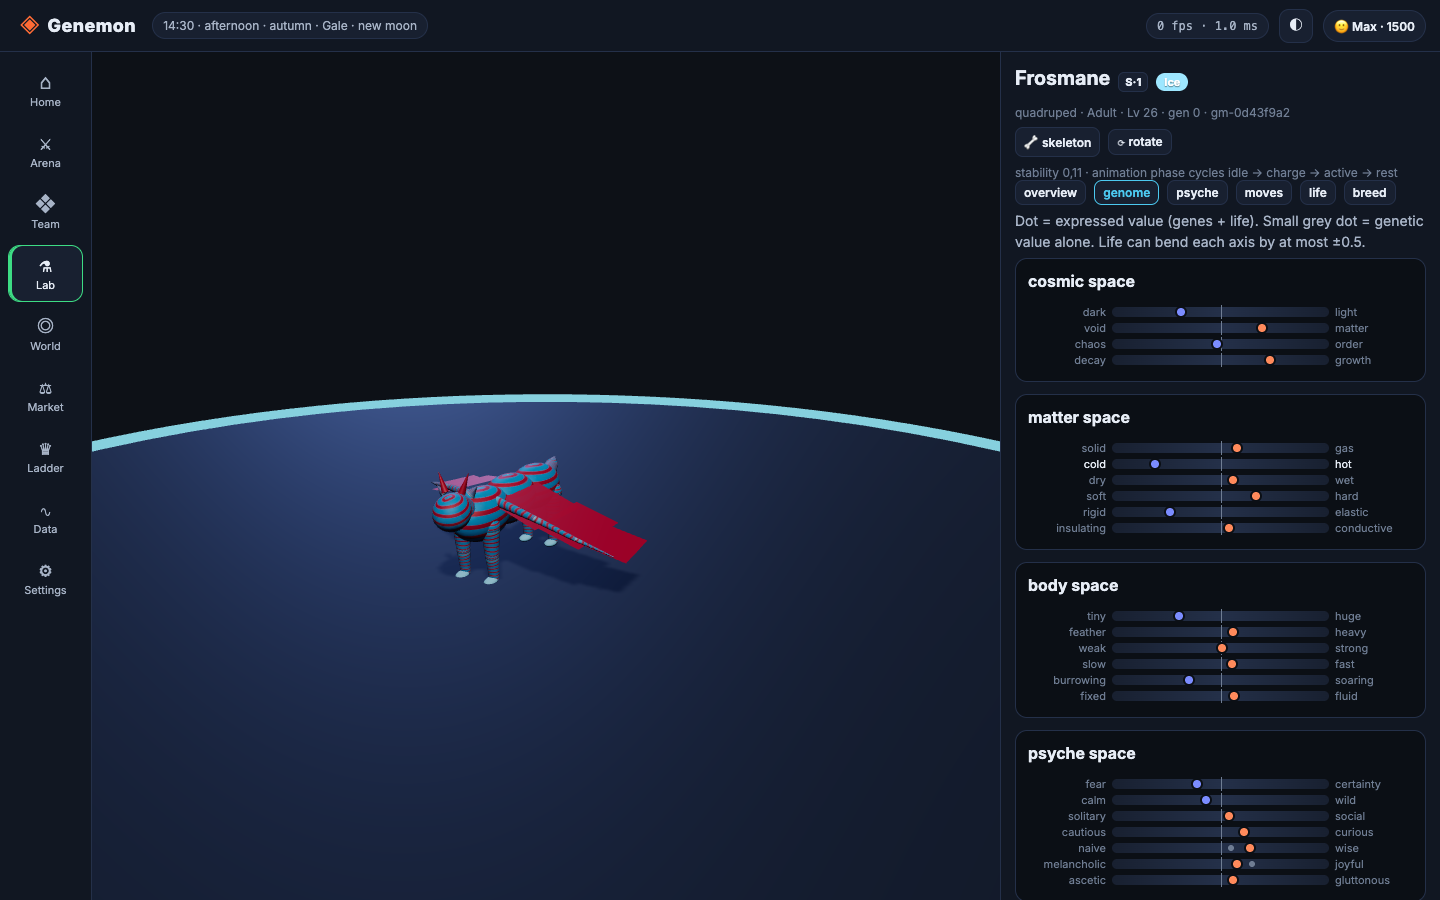 Genemon
14:30 · afternoon · autumn · Gale · new moon
0 fps · 1.0 ms
Max · 1500
Home
Arena
Team
Lab
World
Market
Ladder
Data
Settings
Frosmane S·1 Ice
quadruped · Adult · Lv 26 · gen 0 · gm-0d43f9a2
skeleton
rotate
stability 0,11 · animation phase cycles idle → charge → active → rest
overview genome psyche moves life breed
Dot = expressed value (genes + life). Small grey dot = genetic
value alone. Life can bend each axis by at most ±0.5.
cosmic space
dark light
void matter
chaos order
decay growth
matter space
solid gas
cold hot
dry wet
soft hard
rigid elastic
insulating conductive
body space
tiny huge
feather heavy
weak strong
slow fast
burrowing soaring
fixed fluid
psyche space
fear certainty
calm wild
solitary social
cautious curious
naive wise
melancholic joyful
ascetic gluttonous